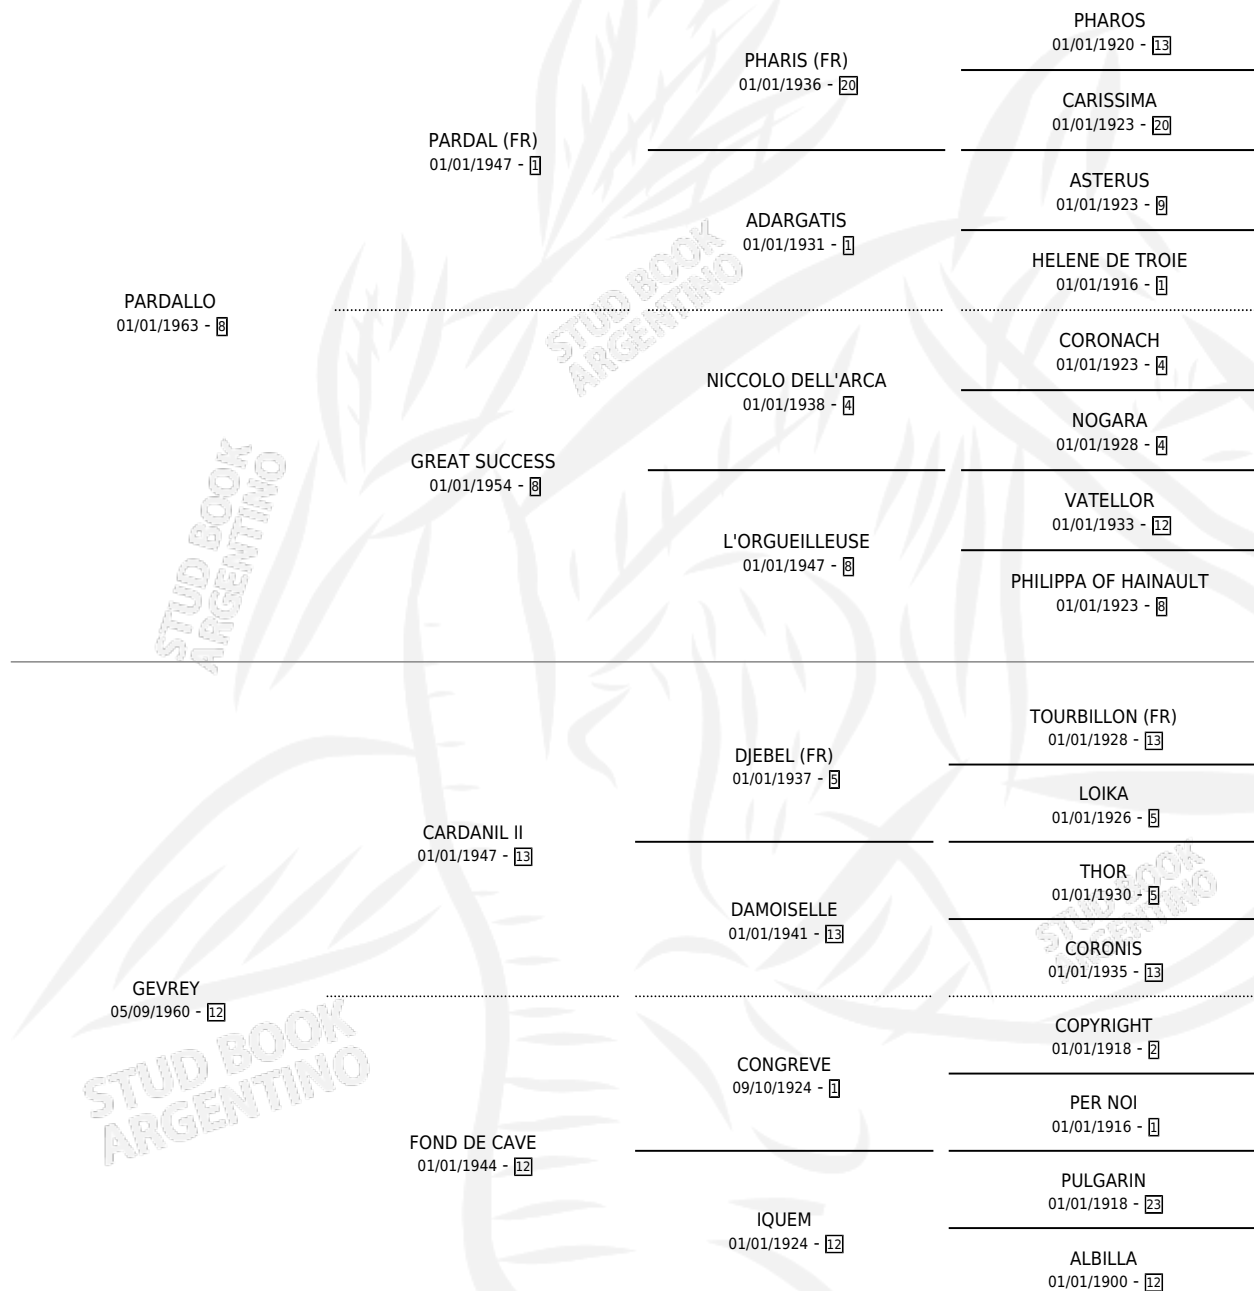 PHAROS
01/01/1920 - 13
PHARIS (FR)
01/01/1936 - 20
CARISSIMA
01/01/1923 - 20
PARDAL (FR)
01/01/1947 - 1
ASTERUS
01/01/1923 - 9
ADARGATIS
01/01/1931 - 1
HELENE DE TROIE
01/01/1916 - 1
PARDALLO
01/01/1963 - 8
CORONACH
01/01/1923 - 4
NICCOLO DELL'ARCA
01/01/1938 - 4
NOGARA
01/01/1928 - 4
GREAT SUCCESS
01/01/1954 - 8
VATELLOR
01/01/1933 - 12
L'ORGUEILLEUSE
01/01/1947 - 8
PHILIPPA OF HAINAULT
01/01/1923 - 8
TOURBILLON (FR)
01/01/1928 - 13
DJEBEL (FR)
01/01/1937 - 5
LOIKA
01/01/1926 - 5
CARDANIL II
01/01/1947 - 13
THOR
01/01/1930 - 5
DAMOISELLE
01/01/1941 - 13
CORONIS
01/01/1935 - 13
GEVREY
05/09/1960 - 12
COPYRIGHT
01/01/1918 - 2
CONGREVE
09/10/1924 - 1
PER NOI
01/01/1916 - 1
FOND DE CAVE
01/01/1944 - 12
PULGARIN
01/01/1918 - 23
IQUEM
01/01/1924 - 12
ALBILLA
01/01/1900 - 12
STUD BOOK
ARGENTINO
STUD BOOK
ARGENTINO
STUD BOOK
ARGENTINO
STUD BOOK
ARGENTINO